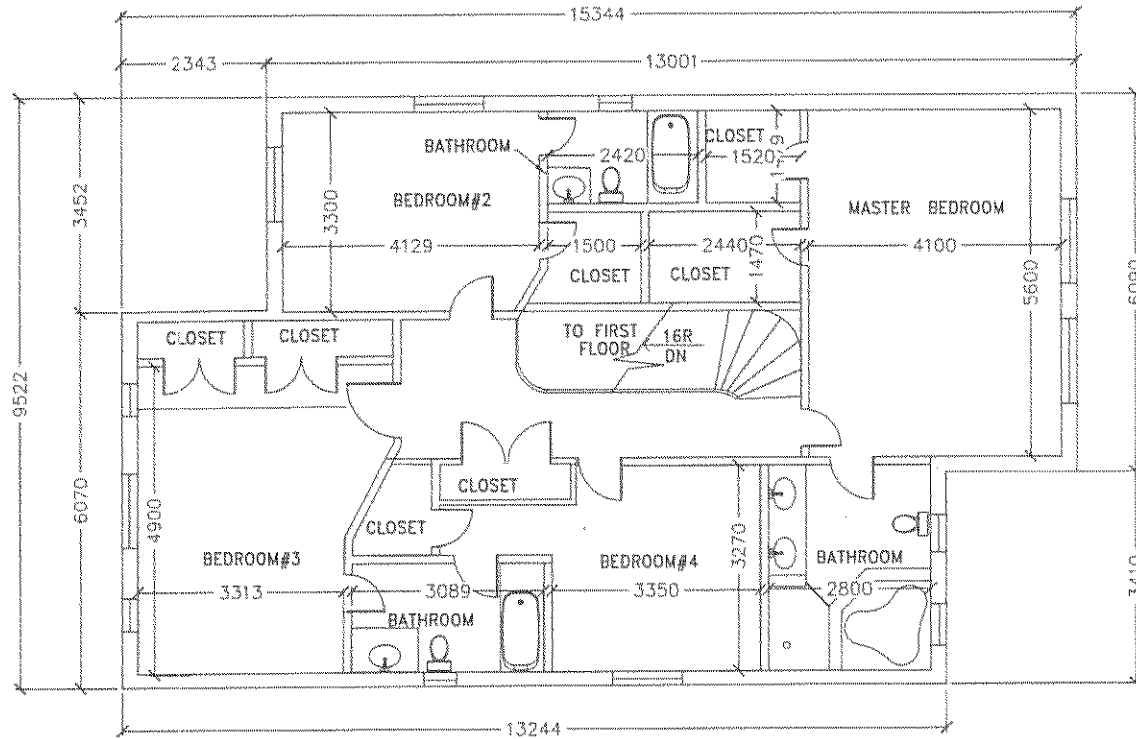 15344
2343
13001
BATHROOM
2420
CLOSET
1520
BEDROOM#2
3300
3452
MASTER BEDROOM
4129
1500
2440
1470
4100
CLOSET
CLOSET
5600
6090
CLOSET
CLOSET
TO FIRST
FLOOR
16R
DN
9522
6070
4900
CLOSET
CLOSET
BEDROOM#3
BEDROOM#4
3270
BATHROOM
3410
3313
3089
3350
2800
BATHROOM
13244